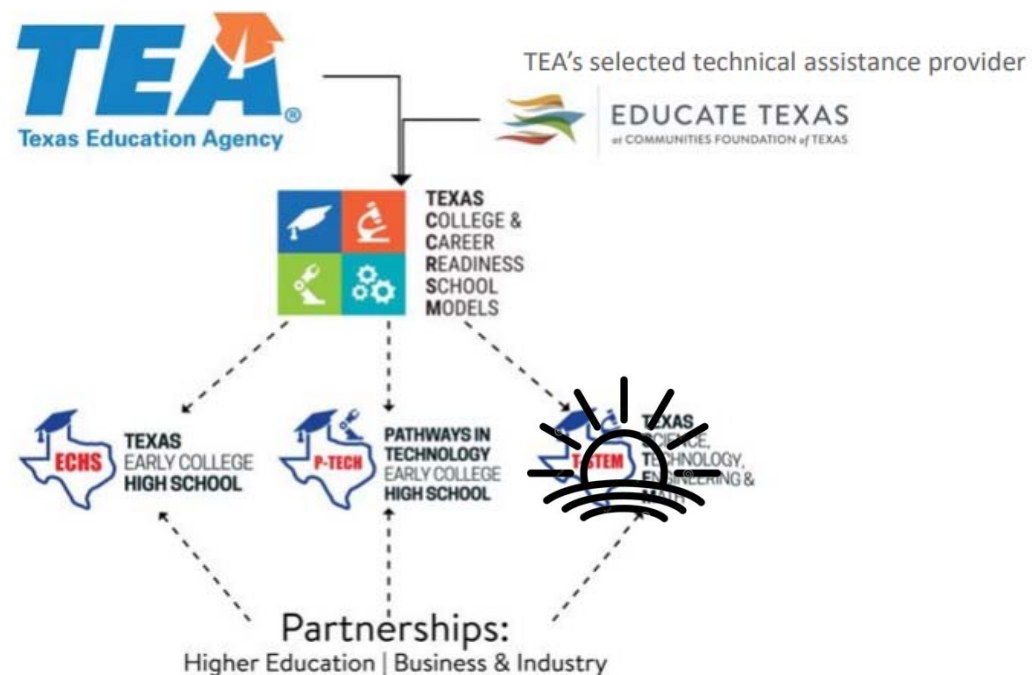 TEA®
Texas Education Agency
TEA's selected technical assistance provider
EDUCATE TEXAS
at COMMUNITIES FOUNDATION of TEXAS
TEXAS
COLLEGE &
CAREER
READINESS
SCHOOL
MODELS
ECHS
TEXAS
EARLY COLLEGE
HIGH SCHOOL
P-TECH
PATHWAYS IN
TECHNOLOGY
EARLY COLLEGE
HIGH SCHOOL
T-STEM
TEXAS
SCIENCE,
TECHNOLOGY,
ENGINEERING &
MATH
Partnerships:
Higher Education | Business & Industry